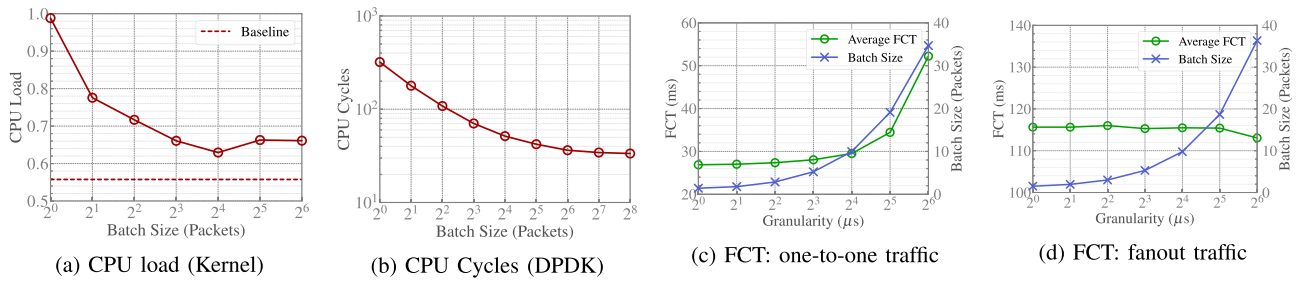 1.0
0.9
0.8
0.7
0.6
0.5
CPU Load
Baseline
2^0 2^1 2^2 2^3 2^4 2^5 2^6
Batch Size (Packets)
(a) CPU load (Kernel)
10^3
10^2
10^1
CPU Cycles
2^0 2^1 2^2 2^3 2^4 2^5 2^6 2^7 2^8
Batch Size (Packets)
(b) CPU Cycles (DPDK)
60
50
40
30
20
FCT (ms)
Average FCT
Batch Size
40
30
20
10
0
Batch Size (Packets)
2^0 2^1 2^2 2^3 2^4 2^5 2^6
Granularity (μs)
(c) FCT: one-to-one traffic
140
130
120
110
100
FCT (ms)
Average FCT
Batch Size
40
30
20
10
0
Batch Size (Packets)
2^0 2^1 2^2 2^3 2^4 2^5 2^6
Granularity (μs)
(d) FCT: fanout traffic